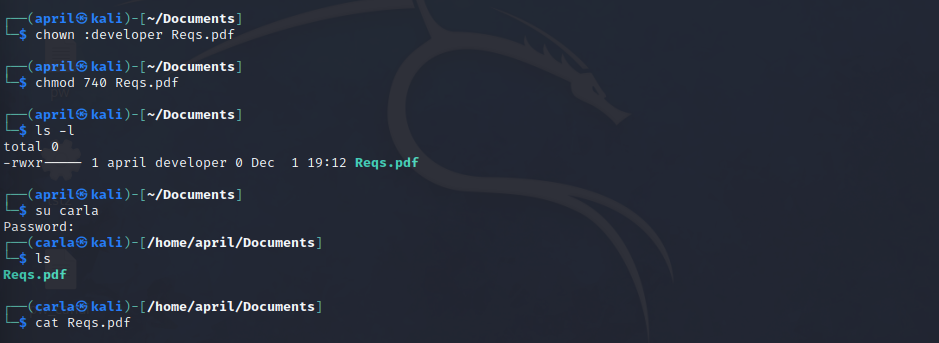 ┌──(april㉿kali)-[~/Documents]
└─$ chown :developer Reqs.pdf
┌──(april㉿kali)-[~/Documents]
└─$ chmod 740 Reqs.pdf
┌──(april㉿kali)-[~/Documents]
└─$ ls -l
total 0
-rwxr----- 1 april developer 0 Dec  1 19:12 Reqs.pdf
┌──(april㉿kali)-[~/Documents]
└─$ su carla
Password:
┌──(carla㉿kali)-[/home/april/Documents]
└─$ ls
Reqs.pdf
┌──(carla㉿kali)-[/home/april/Documents]
└─$ cat Reqs.pdf